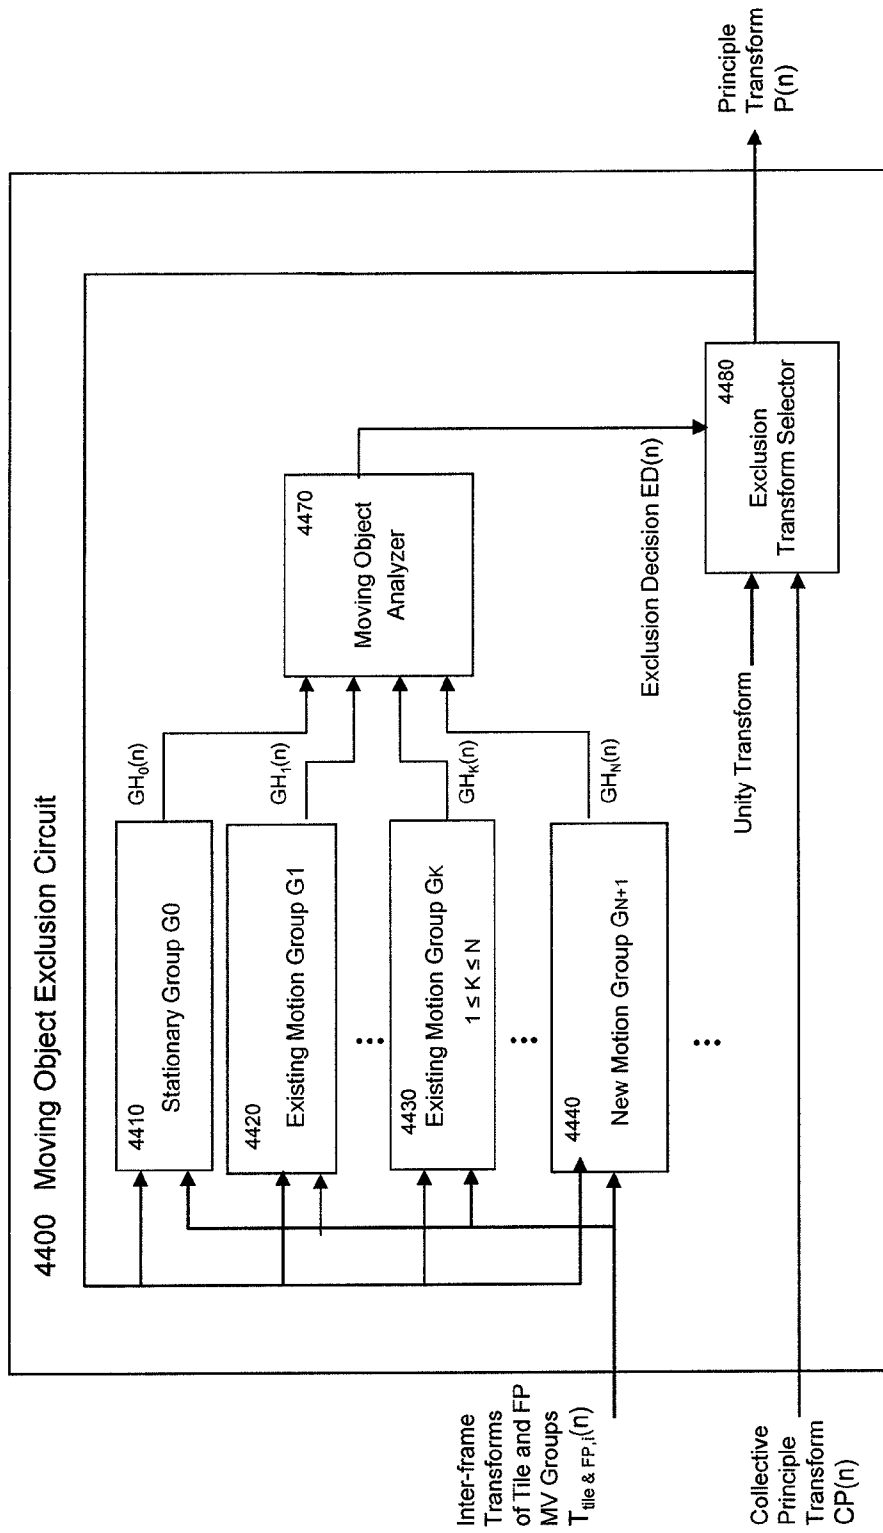 4400 Moving Object Exclusion Circuit
4410
Stationary Group G0
GH₀(n)
4420
Existing Motion Group G1
GH₁(n)
•••
4430
Existing Motion Group GK
1 ≤ K ≤ N
GHK(n)
•••
4440
New Motion Group GN+1
GHN(n)
•••
4470
Moving Object
Analyzer
Exclusion Decision ED(n)
4480
Exclusion
Transform Selector
Unity Transform
Inter-frame
Transforms
of Tile and FP
MV Groups
Ttile & FP,i(n)
Collective
Principle
Transform
CP(n)
Principle
Transform
P(n)